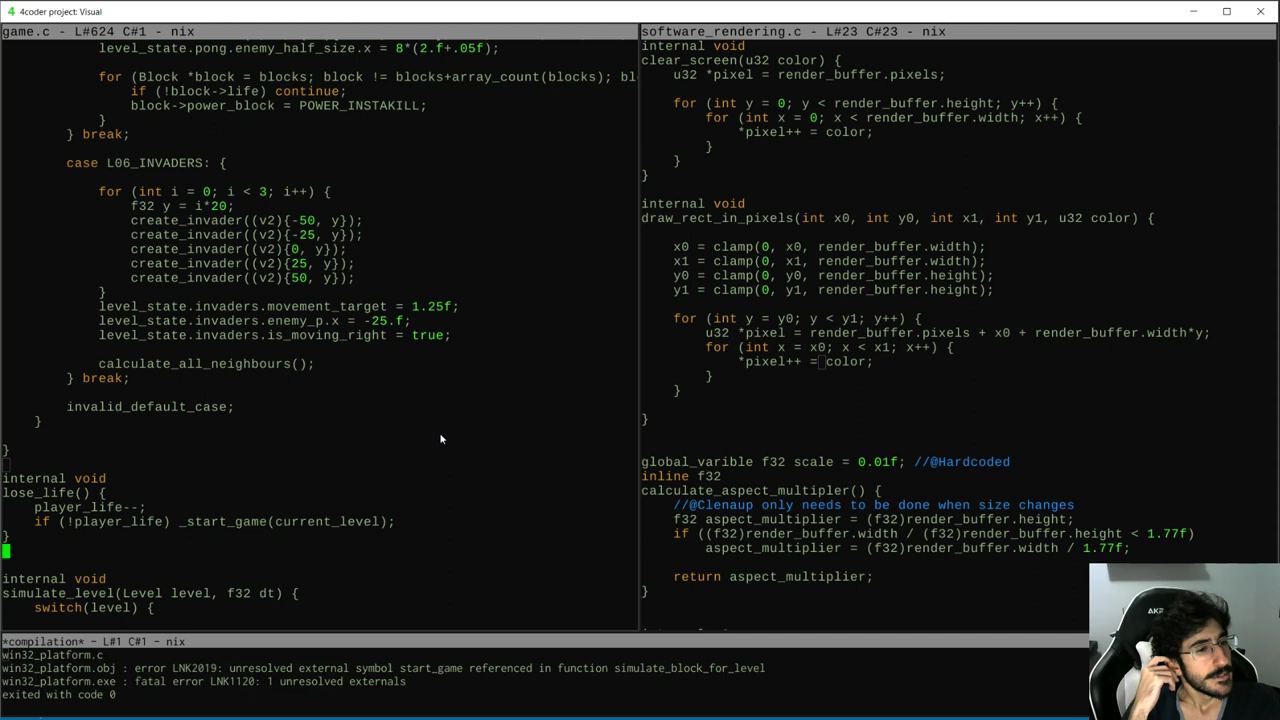 4coder project: Visual
game.c - L#624 C#1 - nix
level_state.pong.enemy_half_size.x = 8*(2.f+.05f);
for (Block *block = blocks; block != blocks+array_count(blocks); bl
if (!block->life) continue;
block->power_block = POWER_INSTAKILL;
}
} break;
case L06_INVADERS: {
for (int i = 0; i < 3; i++) {
f32 y = i*20;
create_invader((v2){-50, y});
create_invader((v2){-25, y});
create_invader((v2){0, y});
create_invader((v2){25, y});
create_invader((v2){50, y});
}
level_state.invaders.movement_target = 1.25f;
level_state.invaders.enemy_p.x = -25.f;
level_state.invaders.is_moving_right = true;
calculate_all_neighbours();
} break;
invalid_default_case;
}
}
internal void
lose_life() {
player_life--;
if (!player_life) _start_game(current_level);
}
internal void
simulate_level(Level level, f32 dt) {
switch(level) {
software_rendering.c - L#23 C#23 - nix
internal void
clear_screen(u32 color) {
u32 *pixel = render_buffer.pixels;
for (int y = 0; y < render_buffer.height; y++) {
for (int x = 0; x < render_buffer.width; x++) {
*pixel++ = color;
}
}
}
internal void
draw_rect_in_pixels(int x0, int y0, int x1, int y1, u32 color) {
x0 = clamp(0, x0, render_buffer.width);
x1 = clamp(0, x1, render_buffer.width);
y0 = clamp(0, y0, render_buffer.height);
y1 = clamp(0, y1, render_buffer.height);
for (int y = y0; y < y1; y++) {
u32 *pixel = render_buffer.pixels + x0 + render_buffer.width*y;
for (int x = x0; x < x1; x++) {
*pixel++ = color;
}
}
}
global_varible f32 scale = 0.01f; //@Hardcoded
inline f32
calculate_aspect_multipler() {
//@Clenaup only needs to be done when size changes
f32 aspect_multiplier = (f32)render_buffer.height;
if ((f32)render_buffer.width / (f32)render_buffer.height < 1.77f)
aspect_multiplier = (f32)render_buffer.width / 1.77f;
return aspect_multiplier;
}
*compilation* - L#1 C#1 - nix
win32_platform.c
win32_platform.obj : error LNK2019: unresolved external symbol start_game referenced in function simulate_block_for_level
win32_platform.exe : fatal error LNK1120: 1 unresolved externals
exited with code 0